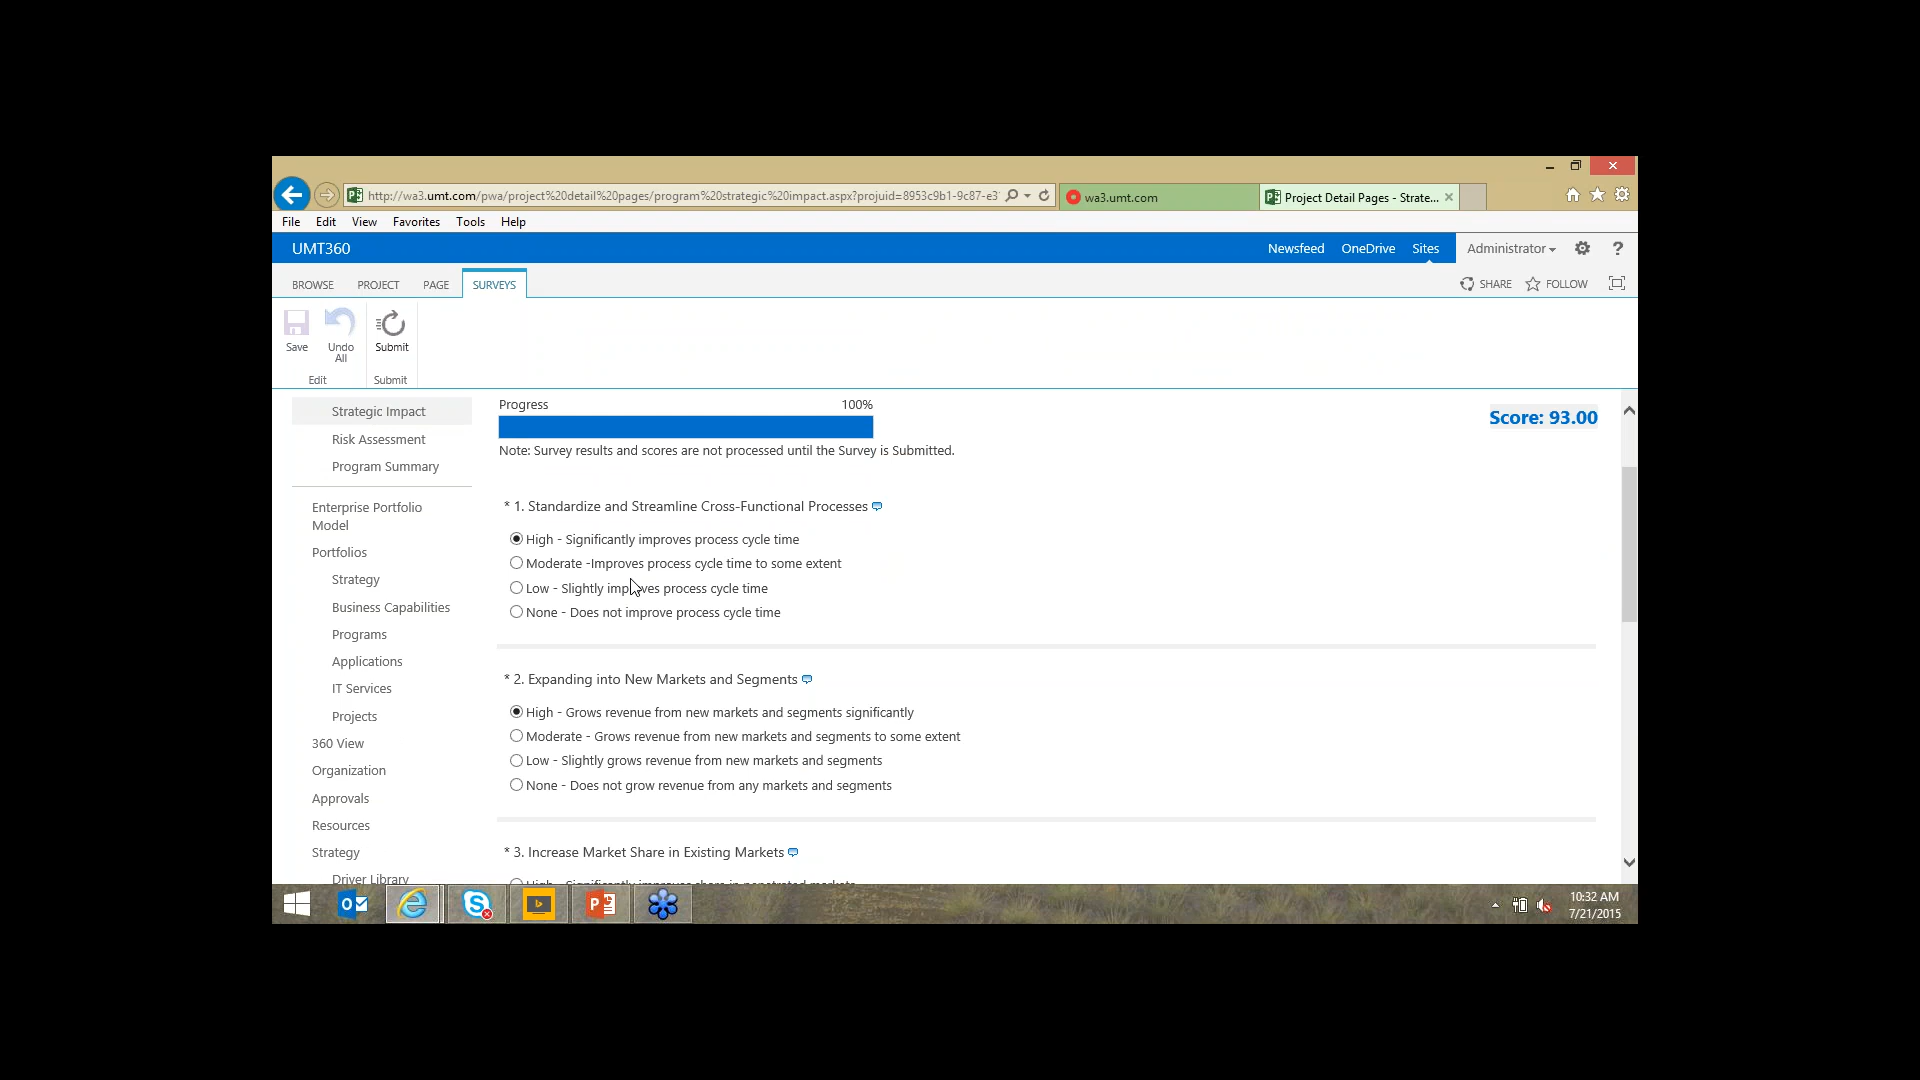 http://wa3.umt.com/pwa/project%20detail%20pages/program%20strategic%20impact.aspx?projuid=8953c9b1-9c87-e3
wa3.umt.com
Project Detail Pages - Strate...
File Edit View Favorites Tools Help
UMT360
Newsfeed OneDrive Sites Administrator
BROWSE PROJECT PAGE SURVEYS
SHARE FOLLOW
Save
Undo
All
Submit
Edit
Submit
Strategic Impact
Risk Assessment
Program Summary
Enterprise Portfolio
Model
Portfolios
Strategy
Business Capabilities
Programs
Applications
IT Services
Projects
360 View
Organization
Approvals
Resources
Strategy
Driver Library
Progress 100%
Score: 93.00
Note: Survey results and scores are not processed until the Survey is Submitted.
* 1. Standardize and Streamline Cross-Functional Processes
High - Significantly improves process cycle time
Moderate -Improves process cycle time to some extent
Low - Slightly improves process cycle time
None - Does not improve process cycle time
* 2. Expanding into New Markets and Segments
High - Grows revenue from new markets and segments significantly
Moderate - Grows revenue from new markets and segments to some extent
Low - Slightly grows revenue from new markets and segments
None - Does not grow revenue from any markets and segments
* 3. Increase Market Share in Existing Markets
10:32 AM
7/21/2015